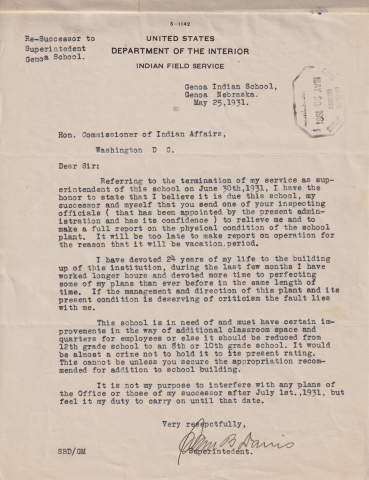 5-1142
Re-Successor to
Superintedent
Genoa School.
UNITED STATES
DEPARTMENT OF THE INTERIOR
INDIAN FIELD SERVICE
Genoa Indian School,
Genoa Nebraska.
May 25,1931.
MAY 29 1931
Hon. Commissioner of Indian Affairs,
Washington D C.
Dear Sir:
Referring to the termination of my service as sup-
erintendent of this school on June 30th,1931, I have the
honor to state that I believe it is due this school, my
successor and myself that you send one of your inspecting
officials ( that has been appointed by the present admin-
istration and has its confidence ) to relieve me and to
make a full report on the physical condition of the school
plant. It will be too late to make report on operation for
the reason that it will be vacation period.
I have devoted 24 years of my life to the building
up of this institution, during the last few months I have
worked longer hours and devoted more time to perfecting
some of my plans than ever before in the same length of
time. If the management and direction of this plant and its
present condition is deserving of criticism the fault lies
with me.
This school is in need of and must have certain im-
provements in the way of additional classroom space and
quarters for employees or else it should be reduced from
12th grade school to an 8th or 10th grade school. It would
be almost a crime not to hold it to its present rating.
This cannot be unless you secure the appropriation recom-
mended for addition to school building.
It is not my purpose to interfere with any plans of
the Office or those of my successor after July 1st.,1931, but
feel it my duty to carry on until that date.
Very respectfully,
Sam B Davis
Superintedent.
SBD/GM